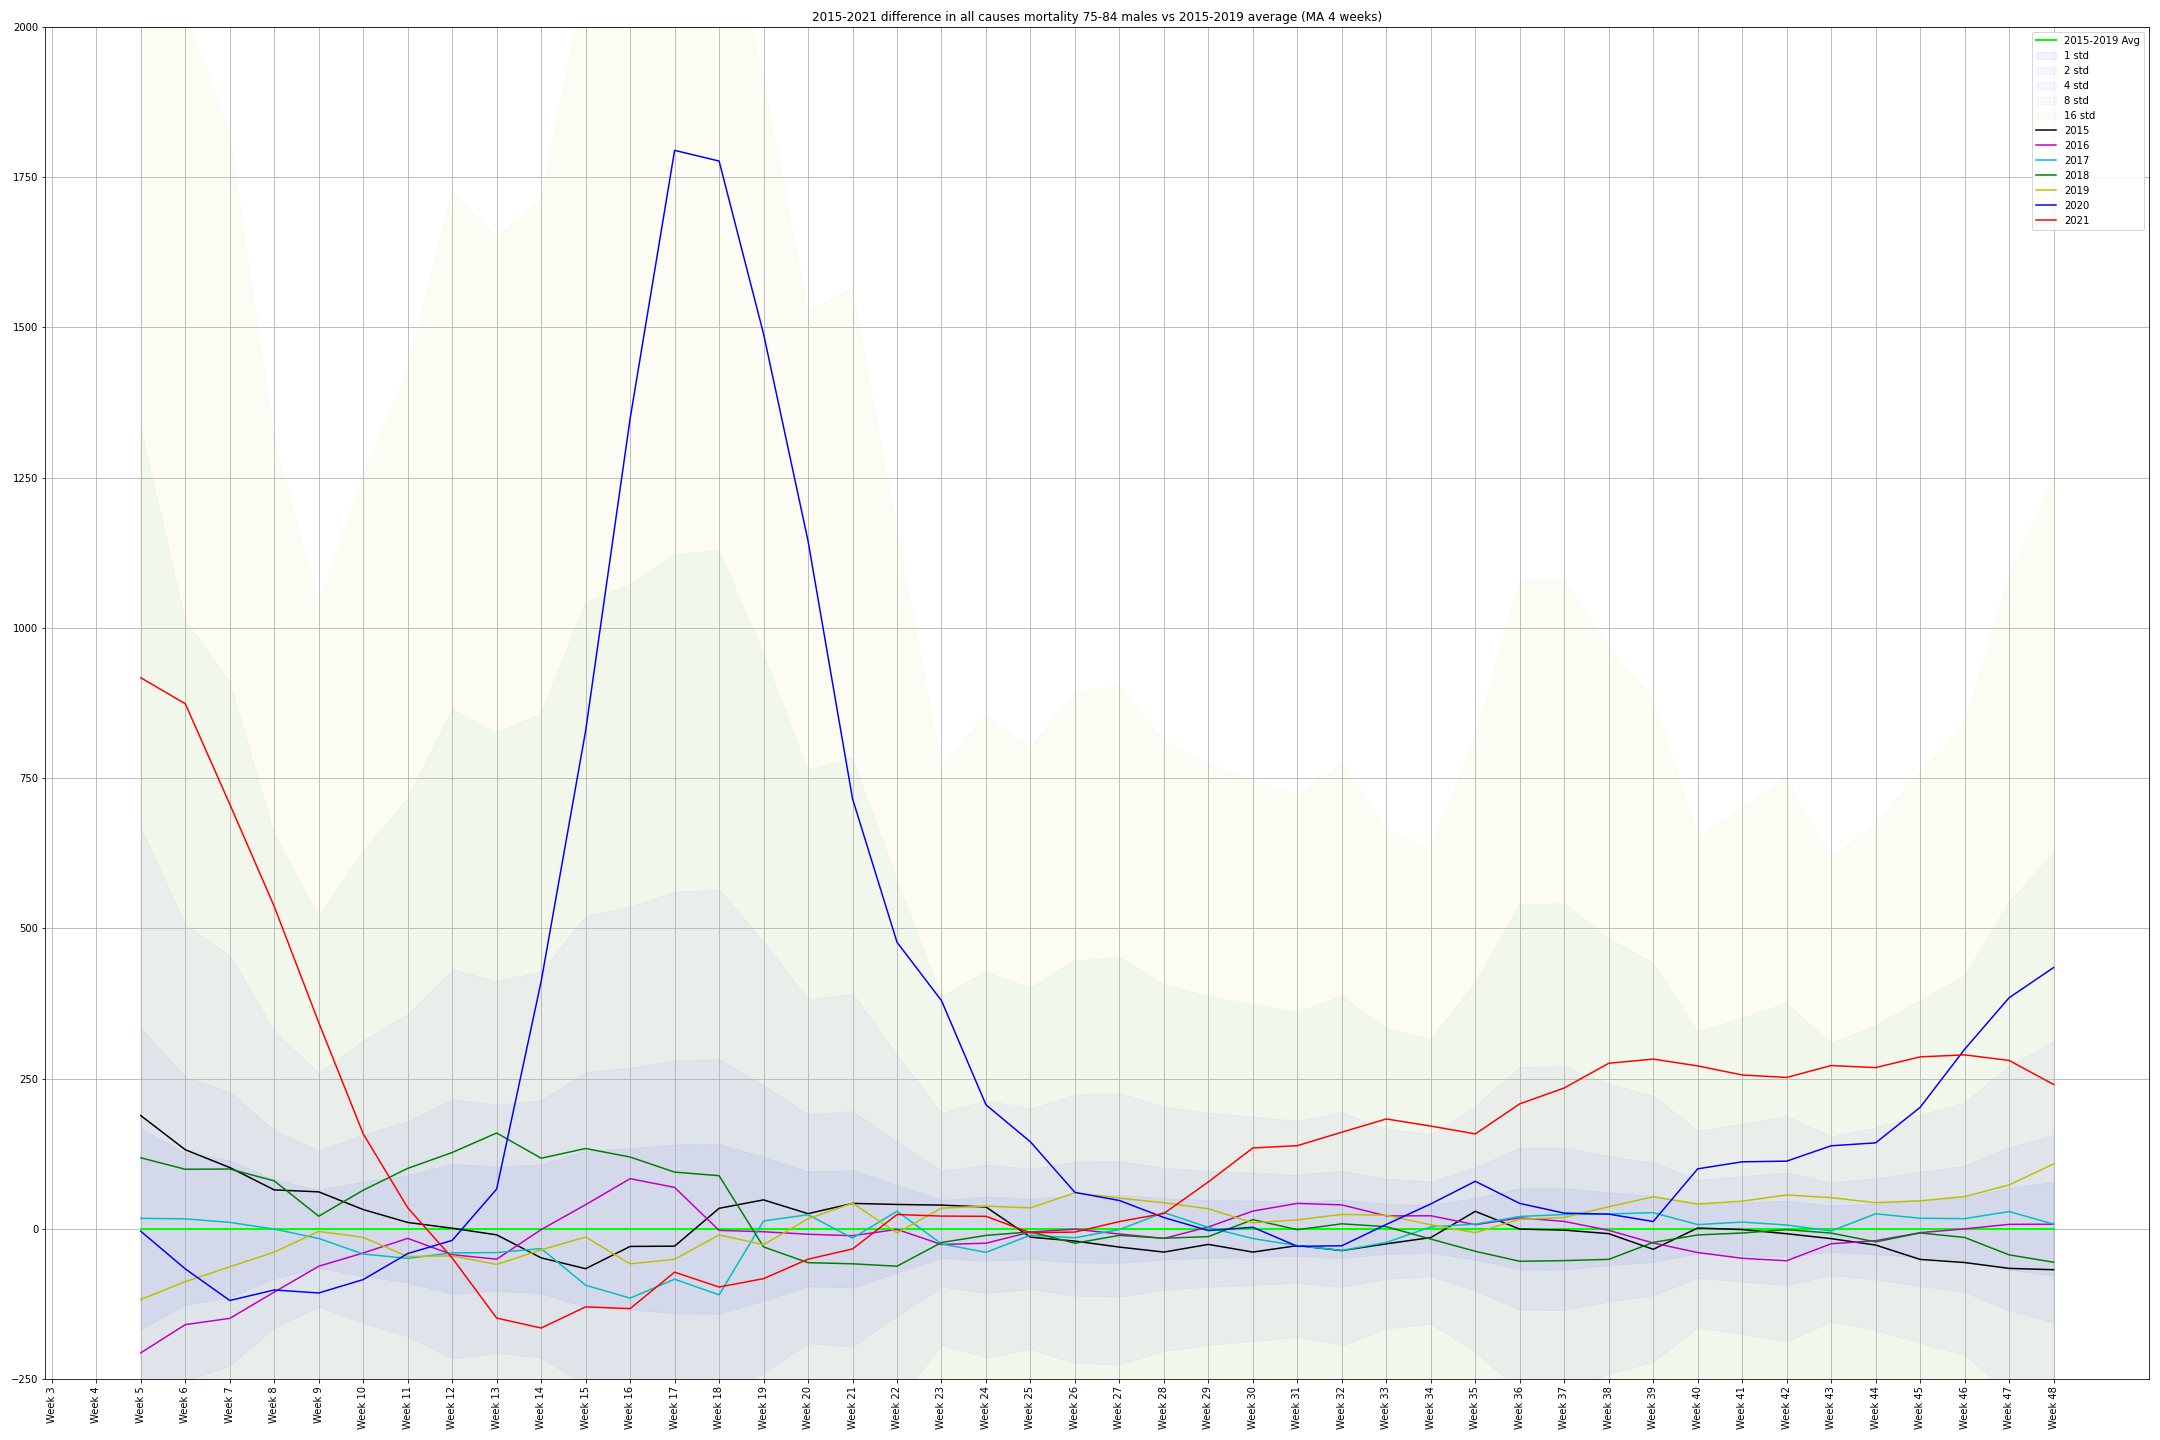 2015-2021 difference in all causes mortality 75-84 males vs 2015-2019 average (MA 4 weeks)
2000
1750
1500
1250
1000
750
500
250
0
−250
2015-2019 Avg
1 std
2 std
4 std
8 std
16 std
2015
2016
2017
2018
2019
2020
2021
Week 3
Week 4
Week 5
Week 6
Week 7
Week 8
Week 9
Week 10
Week 11
Week 12
Week 13
Week 14
Week 15
Week 16
Week 17
Week 18
Week 19
Week 20
Week 21
Week 22
Week 23
Week 24
Week 25
Week 26
Week 27
Week 28
Week 29
Week 30
Week 31
Week 32
Week 33
Week 34
Week 35
Week 36
Week 37
Week 38
Week 39
Week 40
Week 41
Week 42
Week 43
Week 44
Week 45
Week 46
Week 47
Week 48